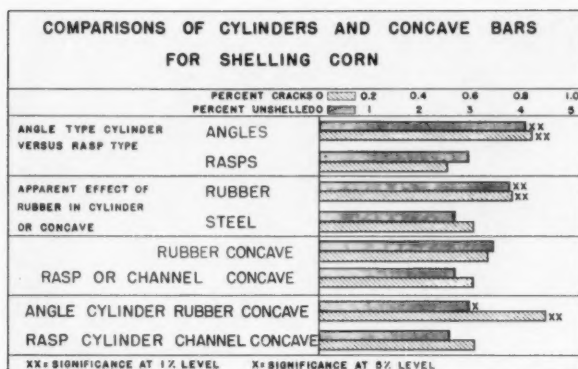 COMPARISONS OF CYLINDERS AND CONCAVE BARS
FOR SHELLING CORN
PERCENT CRACKS 0 0.2 0.4 0.6 0.8 1.0
PERCENT UNSHELLED 0 1 2 3 4 5
ANGLE TYPE CYLINDER
VERSUS RASP TYPE
ANGLES XX
XX
RASPS
APPARENT EFFECT OF
RUBBER IN CYLINDER
OR CONCAVE
RUBBER XX
XX
STEEL
RUBBER CONCAVE
RASP OR CHANNEL CONCAVE
ANGLE CYLINDER RUBBER CONCAVE X
XX
RASP CYLINDER CHANNEL CONCAVE
XX= SIGNIFICANCE AT 1% LEVEL X= SIGNIFICANCE AT 5% LEVEL